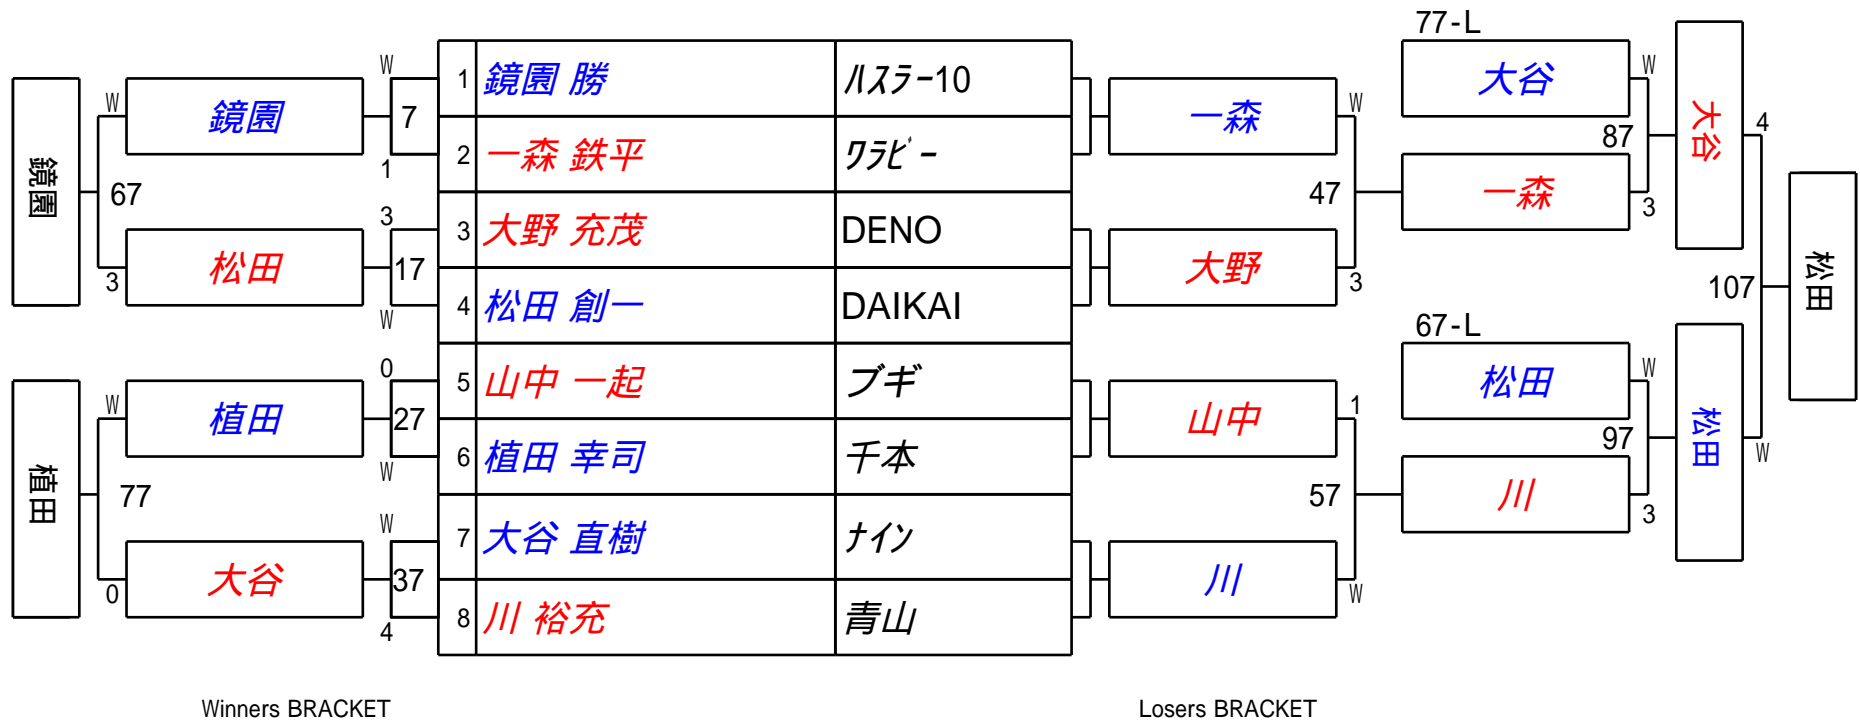 77-L
W
1 鏡園 勝 ﾊｽﾗｰ10
鏡園
W
7
一森
W
大谷
W
大谷
4
2 一森 鉄平 ﾜﾗﾋﾞｰ
1
87
鏡園
67
47
一森
3
3
3 大野 充茂 DENO
松田
3
17
大野
3
松田
107
4 松田 創一 DAIKAI
W
67-L
0
5 山中 一起 ブギ
植田
W
27
山中
1
松田
W
松田
W
6 植田 幸司 千本
W
97
植田
77
57
川
3
W
7 大谷 直樹 ﾅｲﾝ
大谷
0
37
川
W
8 川 裕充 青山
4
Winners BRACKET
Losers BRACKET